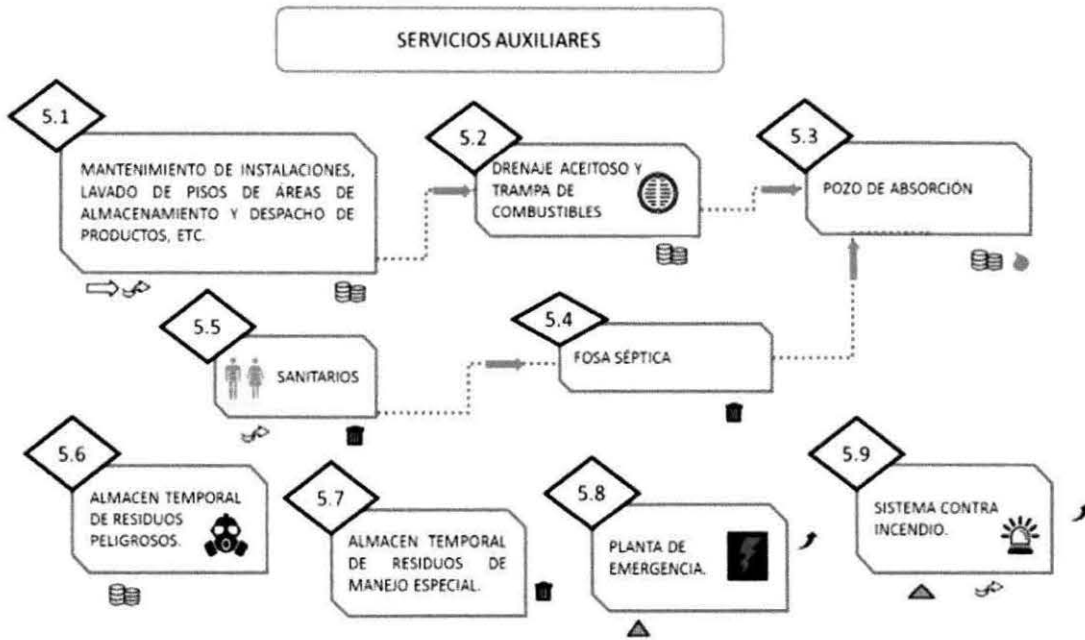 SERVICIOS AUXILIARES
5.1
MANTENIMIENTO DE INSTALACIONES,
LAVADO DE PISOS DE ÁREAS DE
ALMACENAMIENTO Y DESPACHO DE
PRODUCTOS, ETC.
5.2
DRENAJE ACEITOSO Y
TRAMPA DE
COMBUSTIBLES
5.3
POZO DE ABSORCIÓN
5.5
SANITARIOS
5.4
FOSA SÉPTICA
5.6
ALMACEN TEMPORAL
DE RESIDUOS
PELIGROSOS.
5.7
ALMACEN TEMPORAL
DE RESIDUOS DE
MANEJO ESPECIAL.
5.8
PLANTA DE
EMERGENCIA.
5.9
SISTEMA CONTRA
INCENDIO.